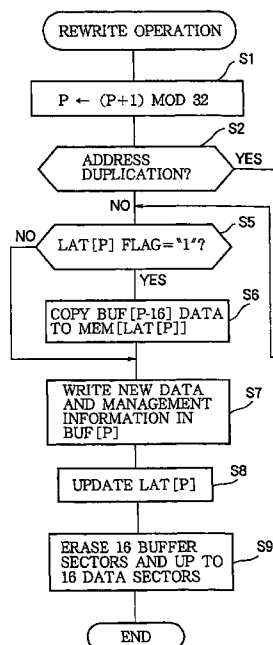 REWRITE OPERATION
S1
P ← (P+1) MOD 32
S2
ADDRESS
DUPLICATION?
YES
NO
S5
NO
LAT[P] FLAG="1"?
YES
S6
COPY BUF[P-16] DATA
TO MEM[LAT[P]]
WRITE NEW DATA
AND MANAGEMENT
INFORMATION IN
BUF[P]
S7
S8
UPDATE LAT[P]
S9
ERASE 16 BUFFER
SECTORS AND UP TO
16 DATA SECTORS
END